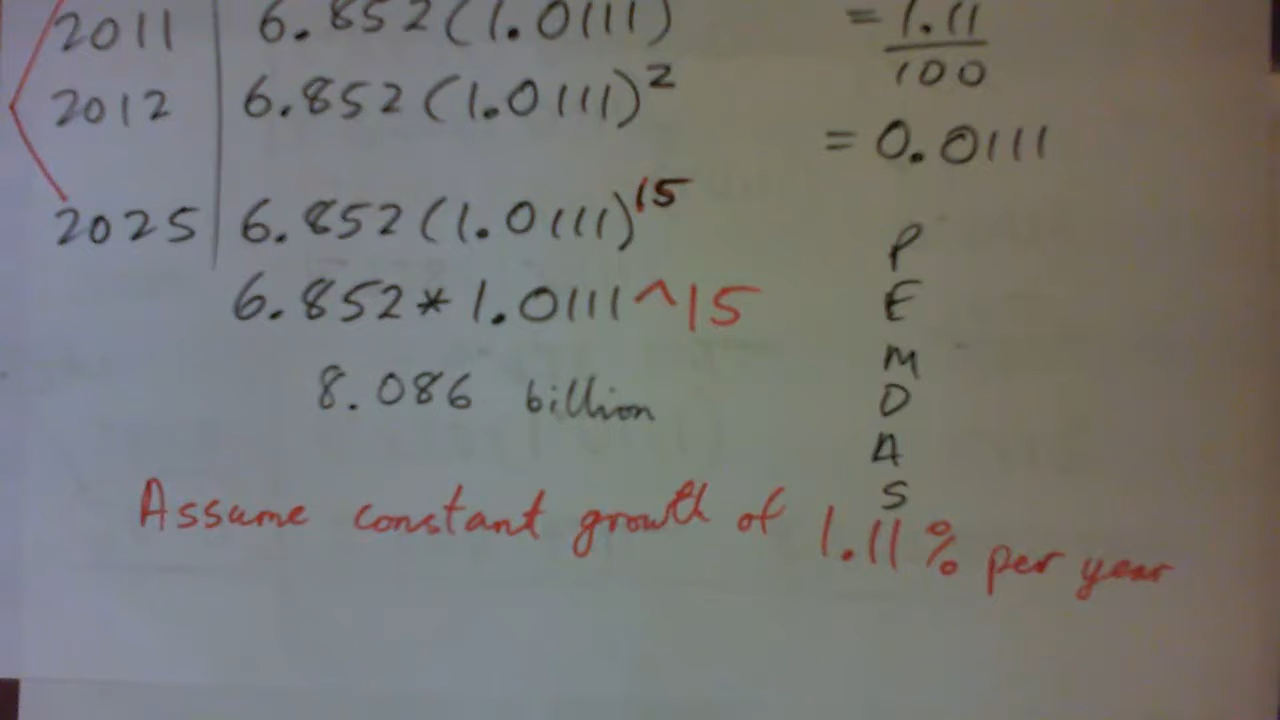 2011 6.852(1.0111) = 1.11
100
2012 6.852(1.0111)²
= 0.0111
2025 6.852(1.0111)¹⁵
P
6.852*1.0111^15
E
M
8.086 billion
D
A
S
Assume constant growth of 1.11% per year